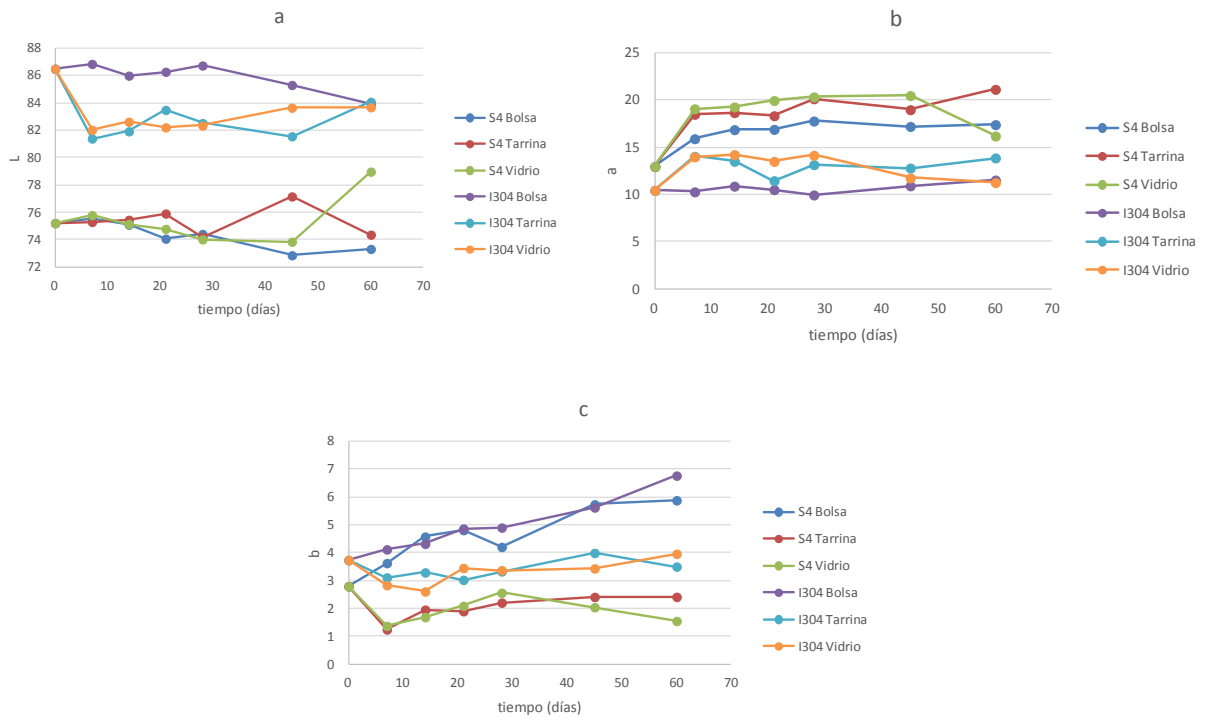 a
88
86
84
82
80
78
76
74
72
L
0 10 20 30 40 50 60 70
tiempo (días)
S4 Bolsa
S4 Tarrina
S4 Vidrio
I304 Bolsa
I304 Tarrina
I304 Vidrio
b
25
20
15
10
5
0
a
0 10 20 30 40 50 60 70
tiempo (días)
S4 Bolsa
S4 Tarrina
S4 Vidrio
I304 Bolsa
I304 Tarrina
I304 Vidrio
c
8
7
6
5
4
3
2
1
0
b
0 10 20 30 40 50 60 70
tiempo (días)
S4 Bolsa
S4 Tarrina
S4 Vidrio
I304 Bolsa
I304 Tarrina
I304 Vidrio